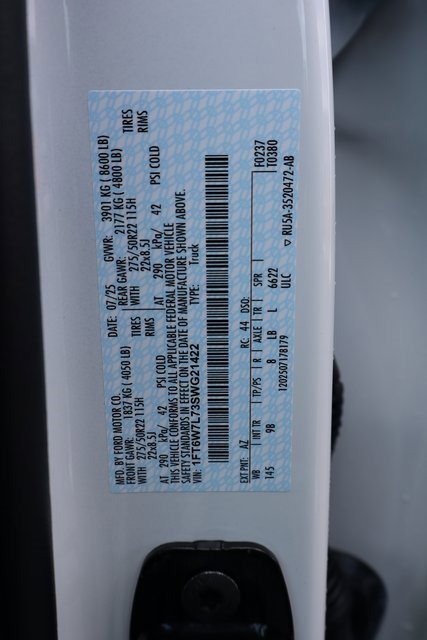 MFD. BY FORD MOTOR CO. DATE: 07/25 GVWR: 3901 KG ( 8600 LB)
FRONT GAWR: 1837 KG ( 4050 LB) REAR GAWR: 2177 KG ( 4800 LB)
WITH 275/50R22 115H TIRES WITH 275/50R22 115H TIRES
22x8.5J RIMS 22x8.5J RIMS
AT 290 kPa/ 42 PSI COLD AT 290 kPa/ 42 PSI COLD
THIS VEHICLE CONFORMS TO ALL APPLICABLE FEDERAL MOTOR VEHICLE
SAFETY STANDARDS IN EFFECT ON THE DATE OF MANUFACTURE SHOWN ABOVE.
VIN: 1FT6W7L73SWG21422 TYPE: Truck
F0237
EXT PNT: AZ RC: 44 DSO: T0380
WB INT TR TP/PS R AXLE TR SPR
145 9B 8 LB L 6622
ULC
1202507178179 ▽ RU5A-3520472-AB